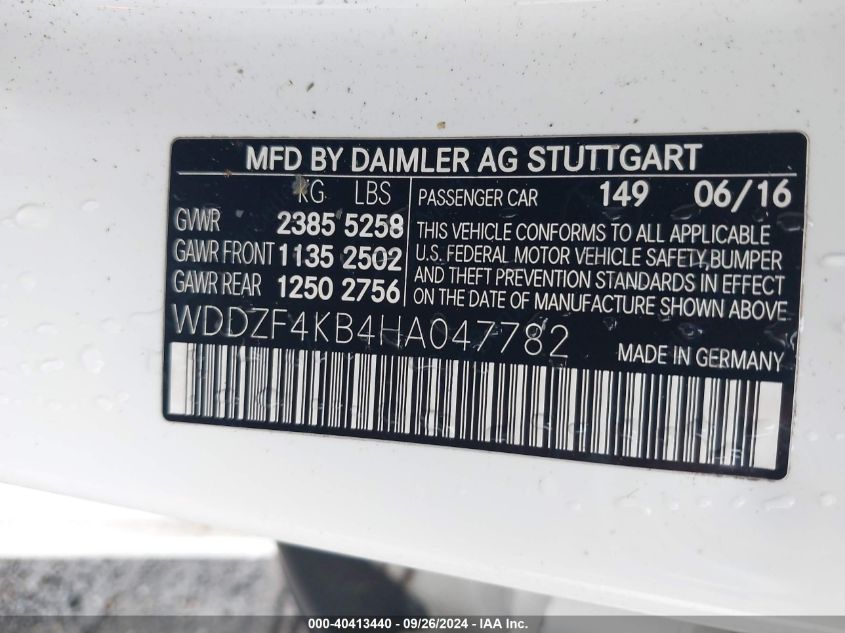 MFD BY DAIMLER AG STUTTGART
KG LBS
GVWR 2385 5258
GAWR FRONT 1135 2502
GAWR REAR 1250 2756
PASSENGER CAR 149 06/16
THIS VEHICLE CONFORMS TO ALL APPLICABLE
U.S. FEDERAL MOTOR VEHICLE SAFETY,BUMPER
AND THEFT PREVENTION STANDARDS IN EFFECT
ON THE DATE OF MANUFACTURE SHOWN ABOVE
WDDZF4KB4HA047782
MADE IN GERMANY
000-40413440 - 09/26/2024 - IAA Inc.